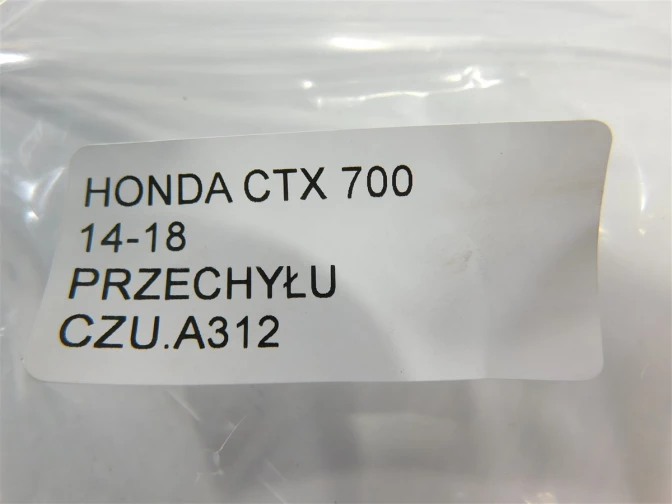 HONDA CTX 700
14-18
PRZECHYŁU
CZU.A312